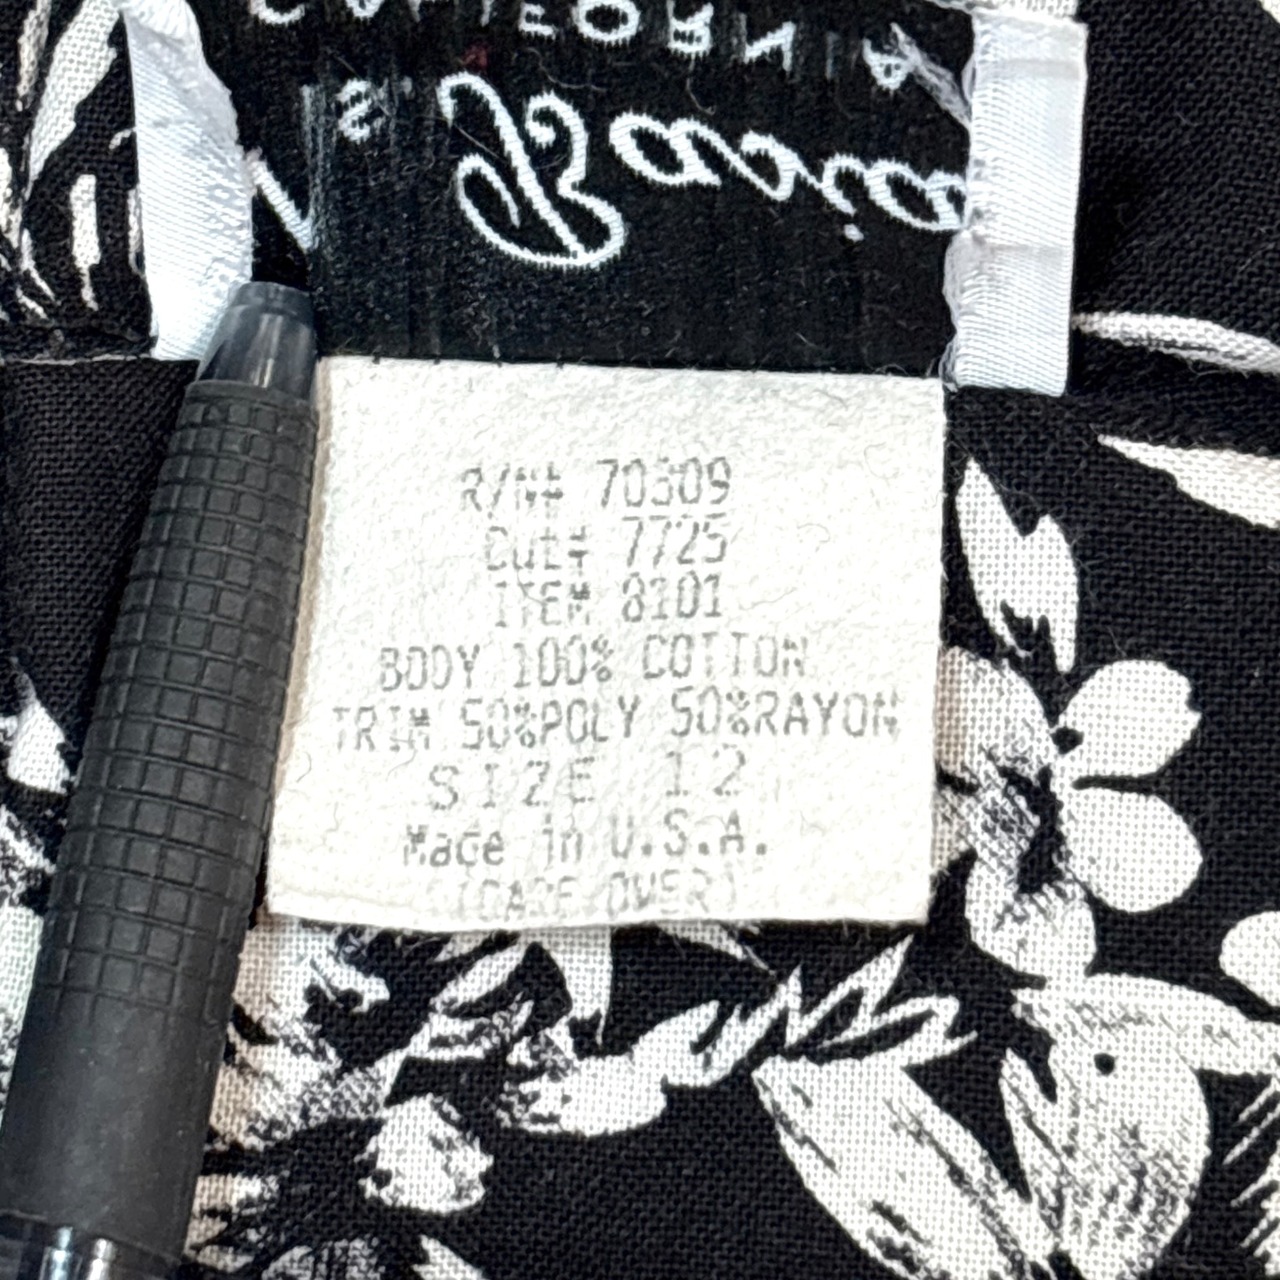 CALIFORNIA
R/N# 70309
Cut# 7725
ITEM 8101
BODY 100% COTTON
TRIM 50%POLY 50%RAYON
SIZE 12
Made in U.S.A.
(CARE OVER)